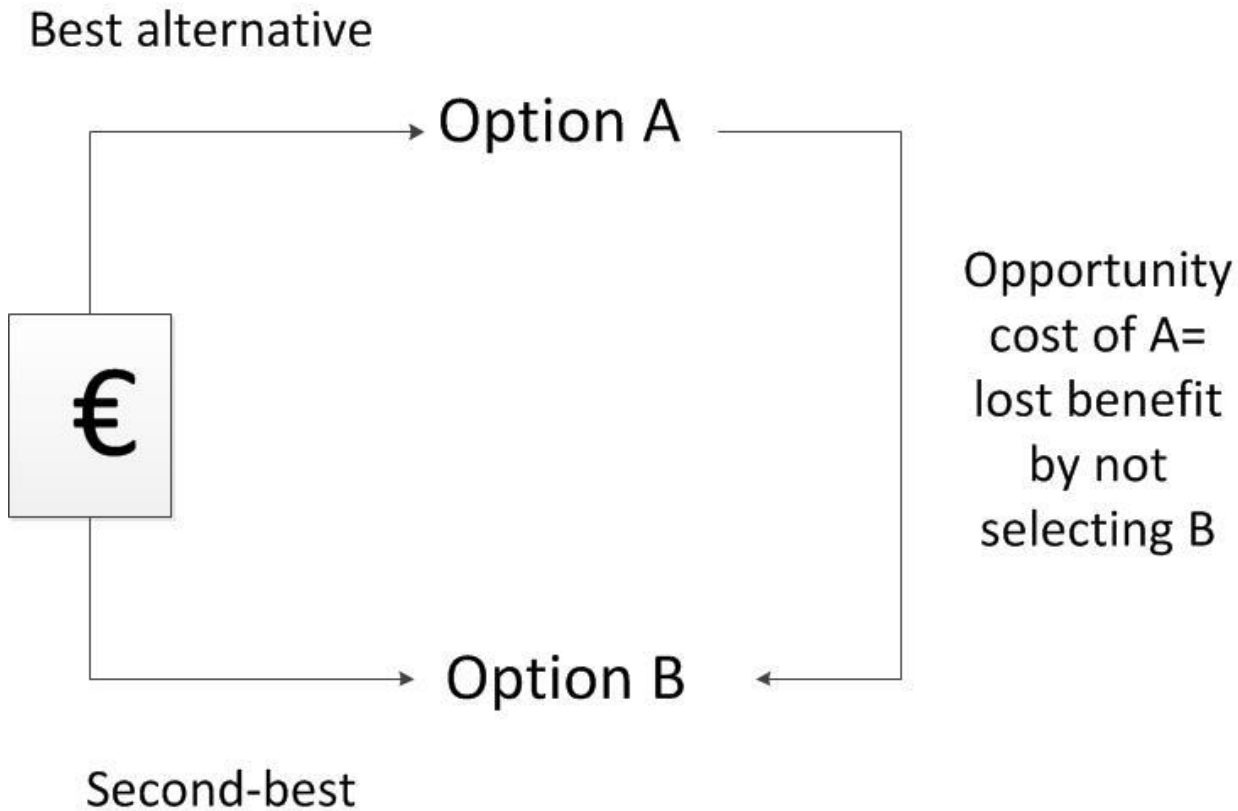 Best alternative
Option A
€
Opportunity
cost of A=
lost benefit
by not
selecting B
Option B
Second-best